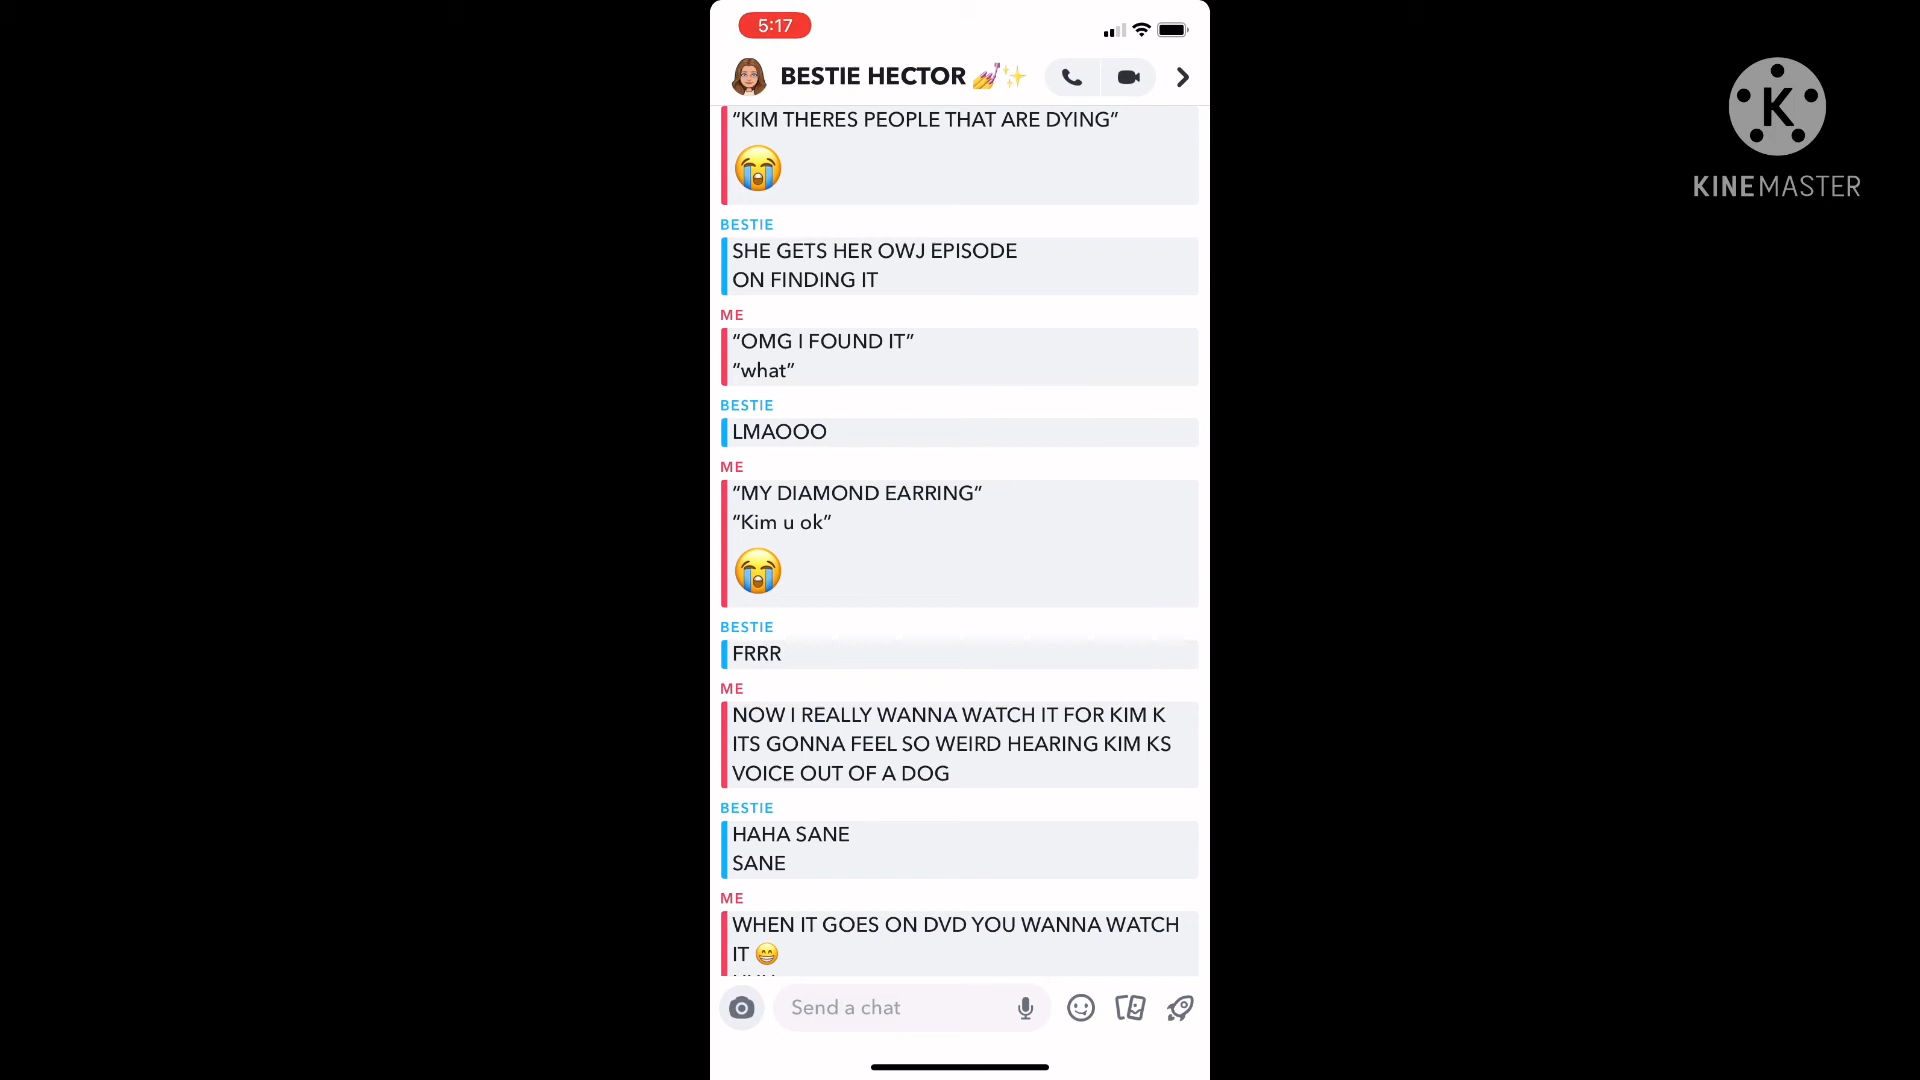 5:17
BESTIE HECTOR 💅✨
“KIM THERES PEOPLE THAT ARE DYING”
😭
BESTIE
SHE GETS HER OWJ EPISODE
ON FINDING IT
ME
“OMG I FOUND IT”
“what”
BESTIE
LMAOOO
ME
“MY DIAMOND EARRING”
“Kim u ok”
😭
BESTIE
FRRR
ME
NOW I REALLY WANNA WATCH IT FOR KIM K
ITS GONNA FEEL SO WEIRD HEARING KIM KS
VOICE OUT OF A DOG
BESTIE
HAHA SANE
SANE
ME
WHEN IT GOES ON DVD YOU WANNA WATCH
IT 😁
Send a chat
K
KINEMASTER